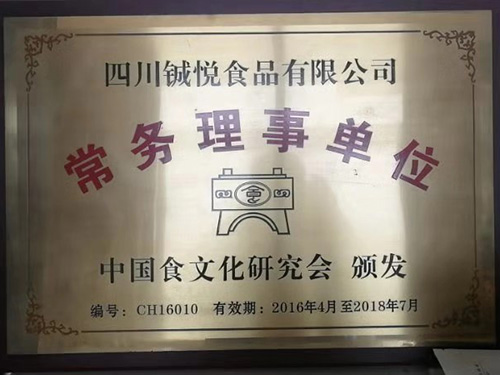 四川铖悦食品有限公司
常务理事单位
食
中国食文化研究会 颁发
编号：CH16010 有效期：2016年4月至2018年7月